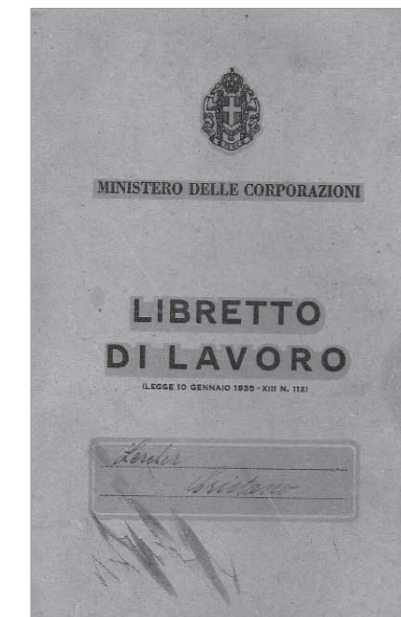 MINISTERO DELLE CORPORAZIONI
LIBRETTO
DI LAVORO
(LEGGE 10 GENNAIO 1935 - XIII N. 112)